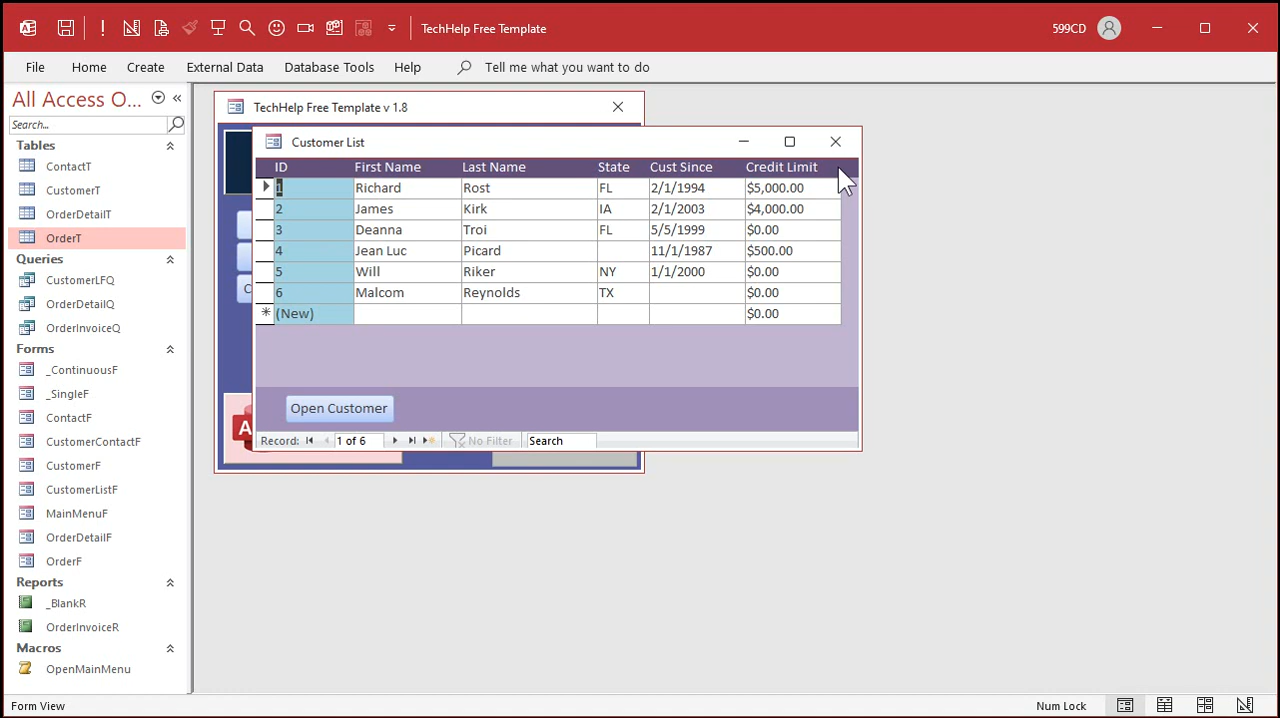 TechHelp Free Template
599CD
File Home Create External Data Database Tools Help Tell me what you want to do
All Access O...
Search...
Tables
ContactT
CustomerT
OrderDetailT
OrderT
Queries
CustomerLFQ
OrderDetailQ
OrderInvoiceQ
Forms
_ContinuousF
_SingleF
ContactF
CustomerContactF
CustomerF
CustomerListF
MainMenuF
OrderDetailF
OrderF
Reports
_BlankR
OrderInvoiceR
Macros
OpenMainMenu
TechHelp Free Template v 1.8
Customer List
ID First Name Last Name State Cust Since Credit Limit
1 Richard Rost FL 2/1/1994 $5,000.00
2 James Kirk IA 2/1/2003 $4,000.00
3 Deanna Troi FL 5/5/1999 $0.00
4 Jean Luc Picard 11/1/1987 $500.00
5 Will Riker NY 1/1/2000 $0.00
6 Malcom Reynolds TX $0.00
* (New) $0.00
C
A
Open Customer
Record: 1 of 6 No Filter Search
Form View Num Lock